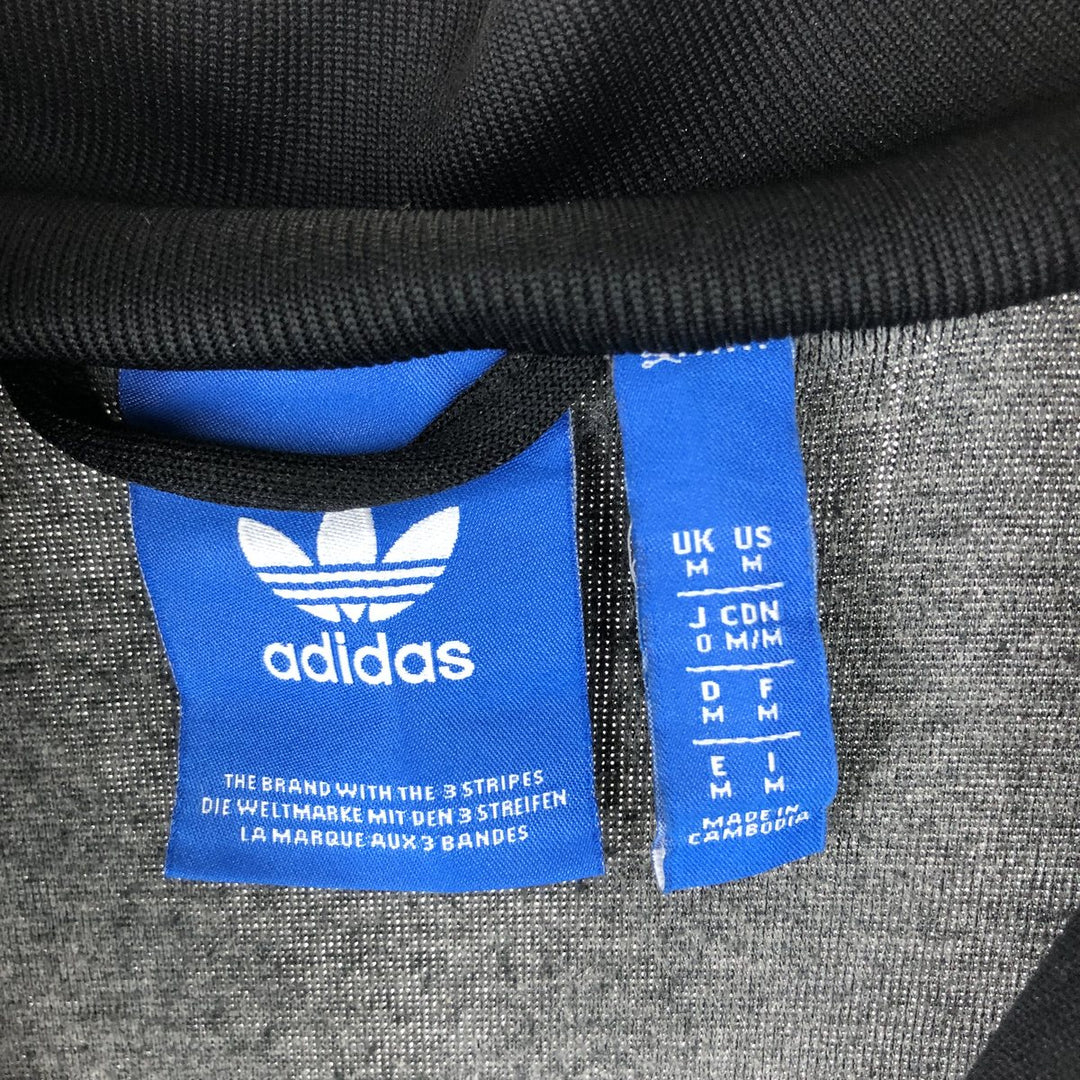 adidas
THE BRAND WITH THE 3 STRIPES
DIE WELTMARKE MIT DEN 3 STREIFEN
LA MARQUE AUX 3 BANDES
UK US
M M
J CDN
O M/M
D F
M M
E I
M M
MADE IN
CAMBODIA